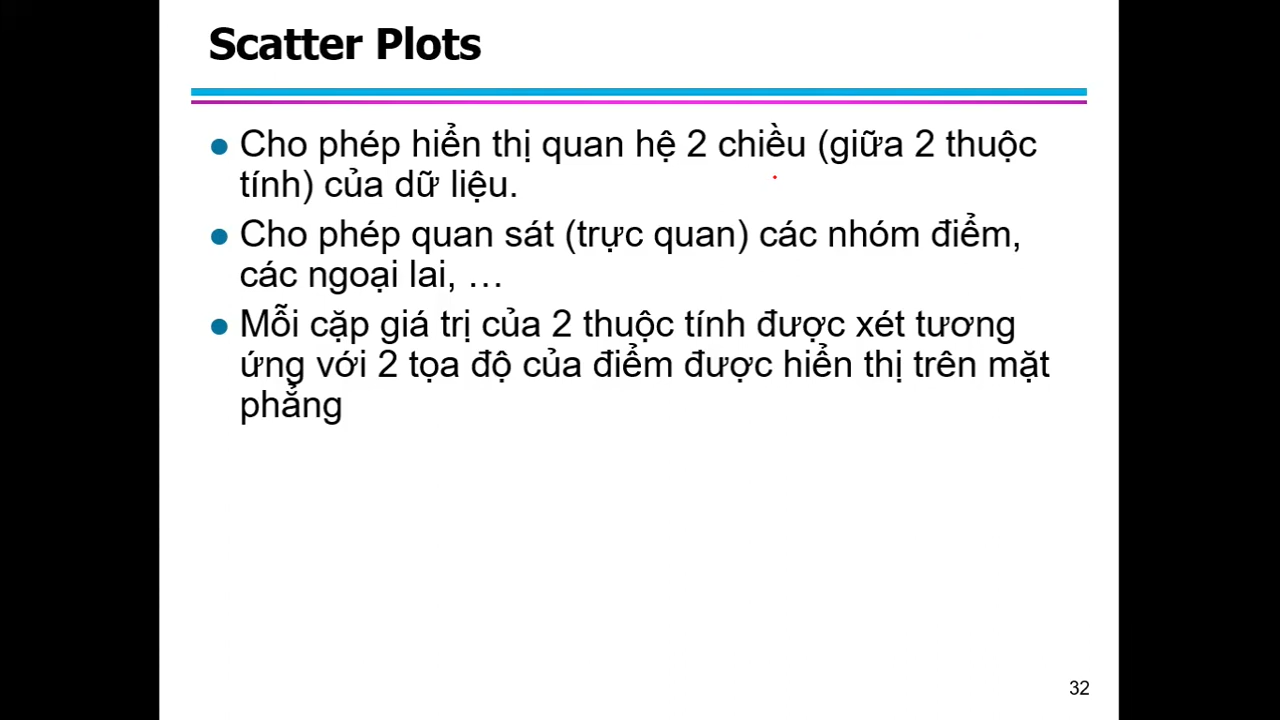 Scatter Plots
Cho phép hiển thị quan hệ 2 chiều (giữa 2 thuộc
tính) của dữ liệu.
Cho phép quan sát (trực quan) các nhóm điểm,
các ngoại lai, …
Mỗi cặp giá trị của 2 thuộc tính được xét tương
ứng với 2 tọa độ của điểm được hiển thị trên mặt
phẳng
32